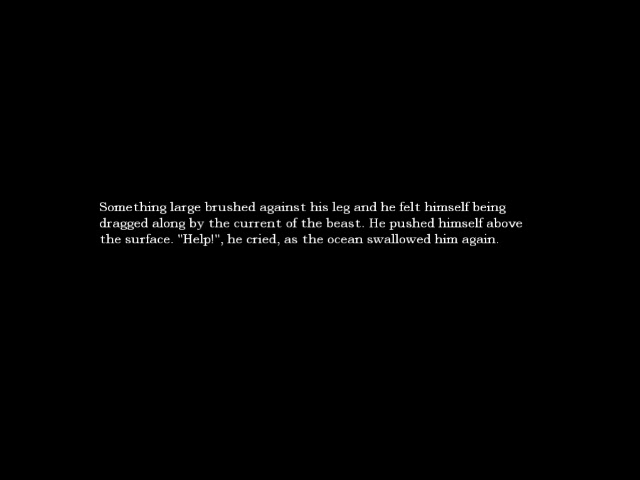 Something large brushed against his leg and he felt himself being
dragged along by the current of the beast. He pushed himself above
the surface. "Help!", he cried, as the ocean swallowed him again.